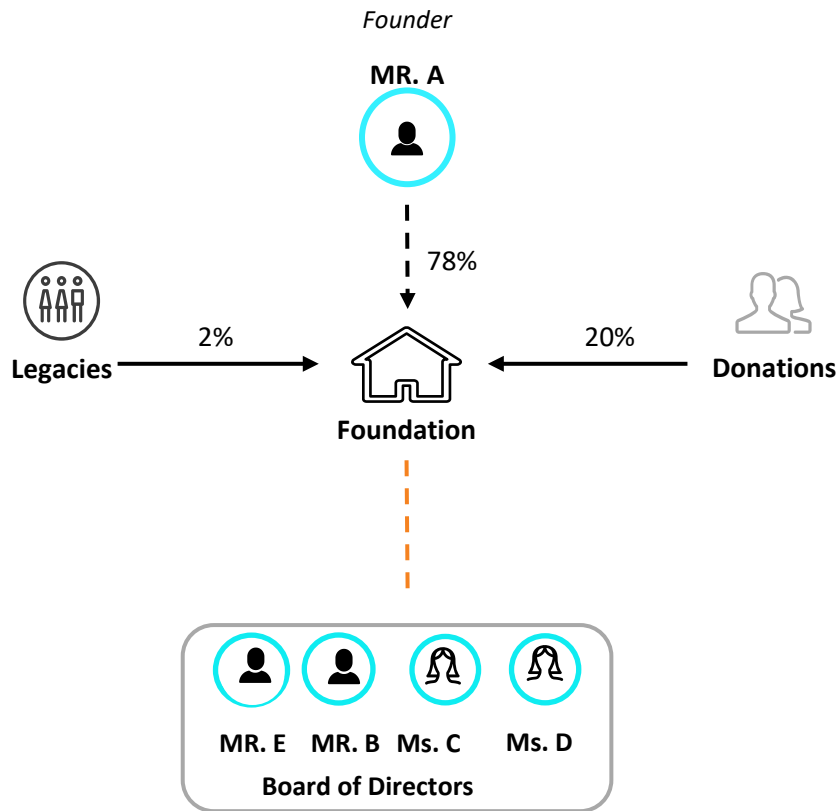 Founder
MR. A
78%
2%
20%
Legacies
Donations
Foundation
MR. E MR. B Ms. C Ms. D
Board of Directors